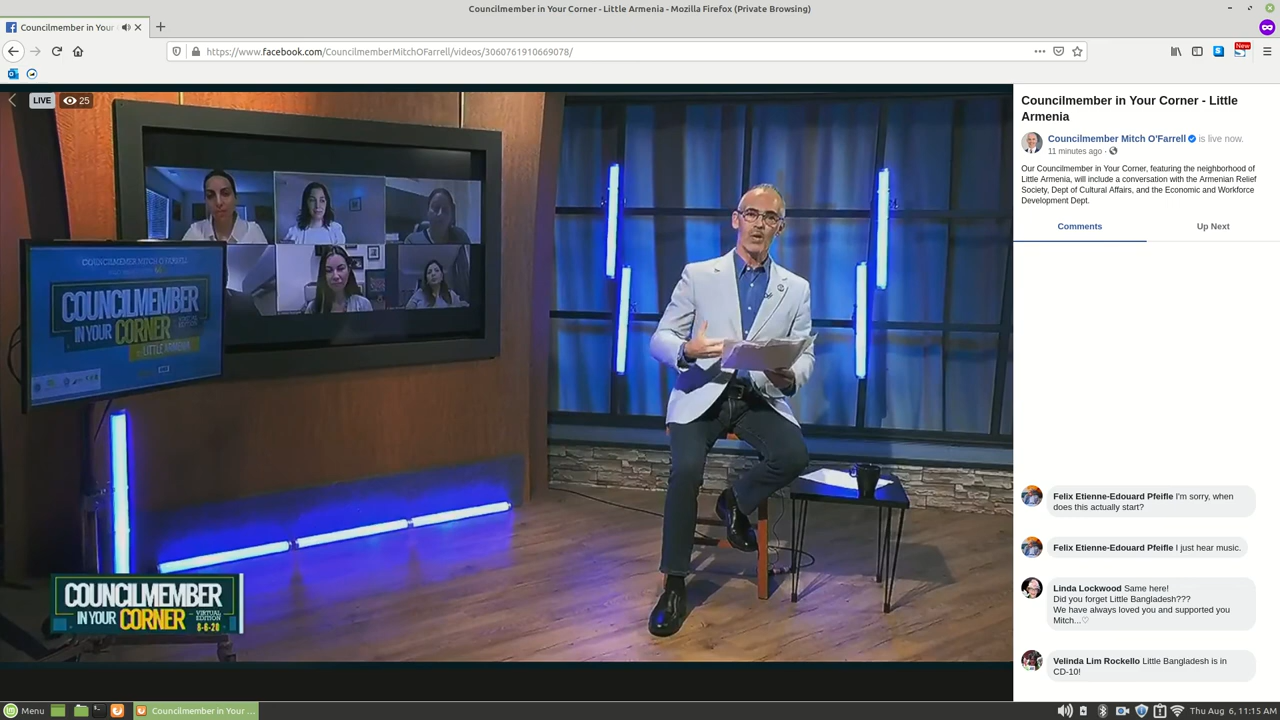 Councilmember in Your Corner - Little Armenia - Mozilla Firefox (Private Browsing)
Councilmember in Your
https://www.facebook.com/CouncilmemberMitchOFarrell/videos/3060761910669078/
New
LIVE
25
COUNCILMEMBER MITCH O'FARRELL
COUNCILMEMBER
IN YOUR CORNER
LITTLE ARMENIA
COUNCILMEMBER
IN YOUR CORNER
VIRTUAL
EDITION
8-6-20
Councilmember in Your Corner - Little
Armenia
Councilmember Mitch O'Farrell is live now.
11 minutes ago ·
Our Councilmember in Your Corner, featuring the neighborhood of
Little Armenia, will include a conversation with the Armenian Relief
Society, Dept of Cultural Affairs, and the Economic and Workforce
Development Dept.
Comments
Up Next
Felix Etienne-Edouard Pfeifle I'm sorry, when
does this actually start?
Felix Etienne-Edouard Pfeifle I just hear music.
Linda Lockwood Same here!
Did you forget Little Bangladesh???
We have always loved you and supported you
Mitch...♡
Velinda Lim Rockello Little Bangladesh is in
CD-10!
Menu
Councilmember in Your ...
Thu Aug 6, 11:15 AM